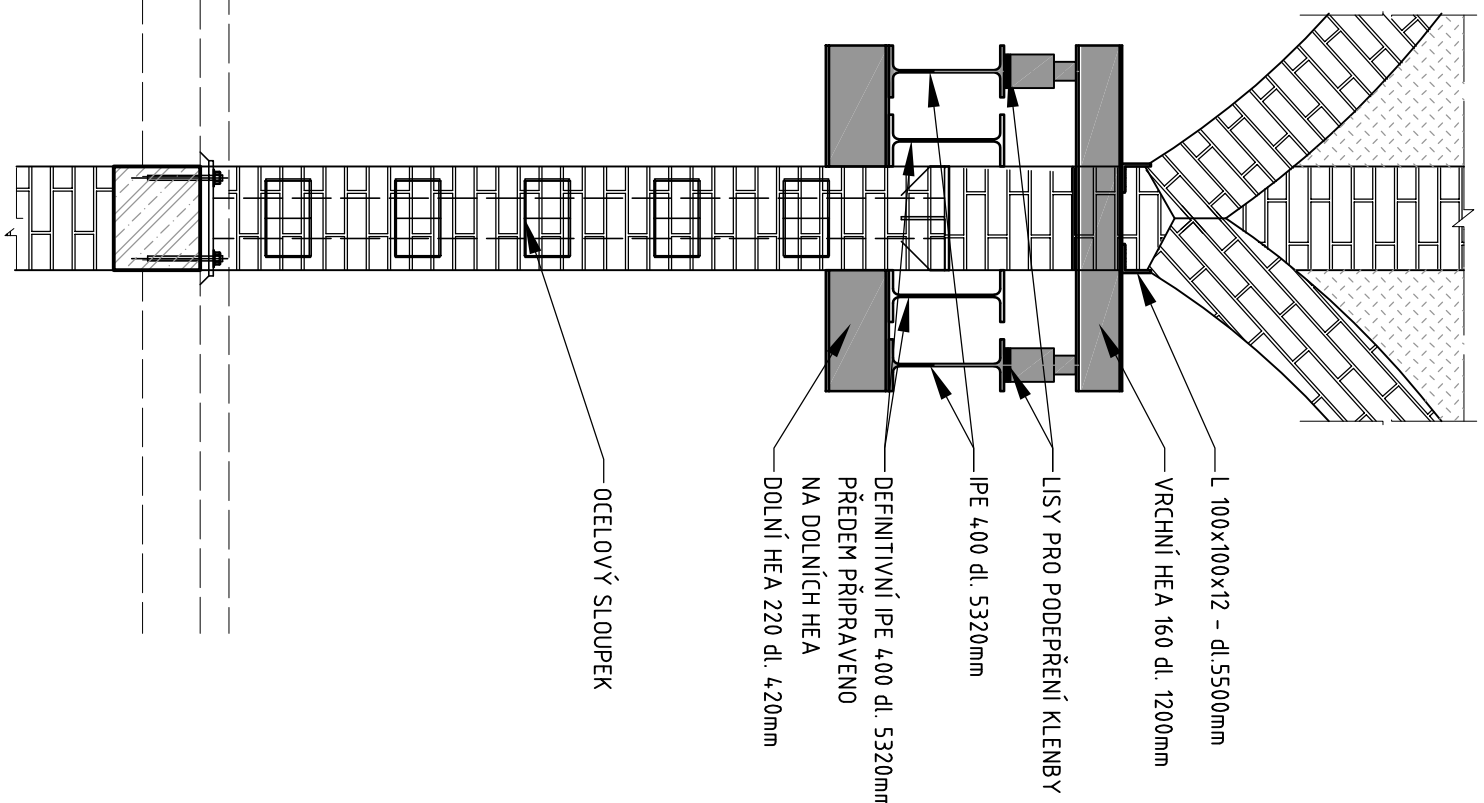 L 100x100x12 - dl.5500mm
VRCHNÍ HEA 160 dl. 1200mm
LISY PRO PODEPŘENÍ KLENBY
IPE 400 dl. 5320mm
DEFINITIVNÍ IPE 400 dl. 5320mm
PŘEDEM PŘIPRAVENO
NA DOLNÍCH HEA
DOLNÍ HEA 220 dl. 420mm
OCELOVÝ SLOUPEK